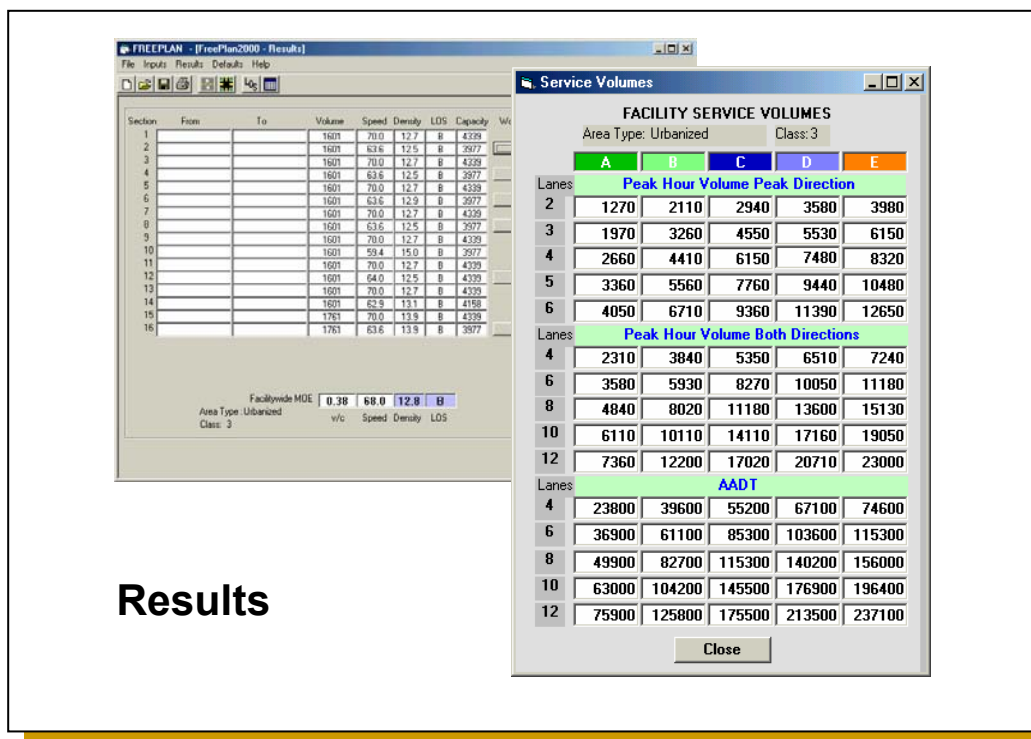 FREEPLAN - [FreePlan2000 - Results]
File Inputs Results Defaults Help
LOS
Section From To Volume Speed Density LOS Capacity
1 1601 70.0 12.7 B 4339
2 1601 63.6 12.5 B 3977
3 1601 70.0 12.7 B 4339
4 1601 63.6 12.5 B 3977
5 1601 70.0 12.7 B 4339
6 1601 63.6 12.9 B 3977
7 1601 70.0 12.7 B 4339
8 1601 63.6 12.5 B 3977
9 1601 70.0 12.7 B 4339
10 1601 59.4 15.0 B 3977
11 1601 70.0 12.7 B 4339
12 1601 64.0 12.5 B 4339
13 1601 70.0 12.7 B 4339
14 1601 62.9 13.1 B 4158
15 1761 70.0 13.9 B 4339
16 1761 63.6 13.9 B 3977
Facilitywide MOE 0.38 68.0 12.8 B
Area Type: Urbanized v/c Speed Density LOS
Class: 3
Service Volumes
FACILITY SERVICE VOLUMES
Area Type: Urbanized Class: 3
A B C D E
Lanes Peak Hour Volume Peak Direction
2 1270 2110 2940 3580 3980
3 1970 3260 4550 5530 6150
4 2660 4410 6150 7480 8320
5 3360 5560 7760 9440 10480
6 4050 6710 9360 11390 12650
Lanes Peak Hour Volume Both Directions
4 2310 3840 5350 6510 7240
6 3580 5930 8270 10050 11180
8 4840 8020 11180 13600 15130
10 6110 10110 14110 17160 19050
12 7360 12200 17020 20710 23000
Lanes AADT
4 23800 39600 55200 67100 74600
6 36900 61100 85300 103600 115300
8 49900 82700 115300 140200 156000
10 63000 104200 145500 176900 196400
12 75900 125800 175500 213500 237100
Close
Results